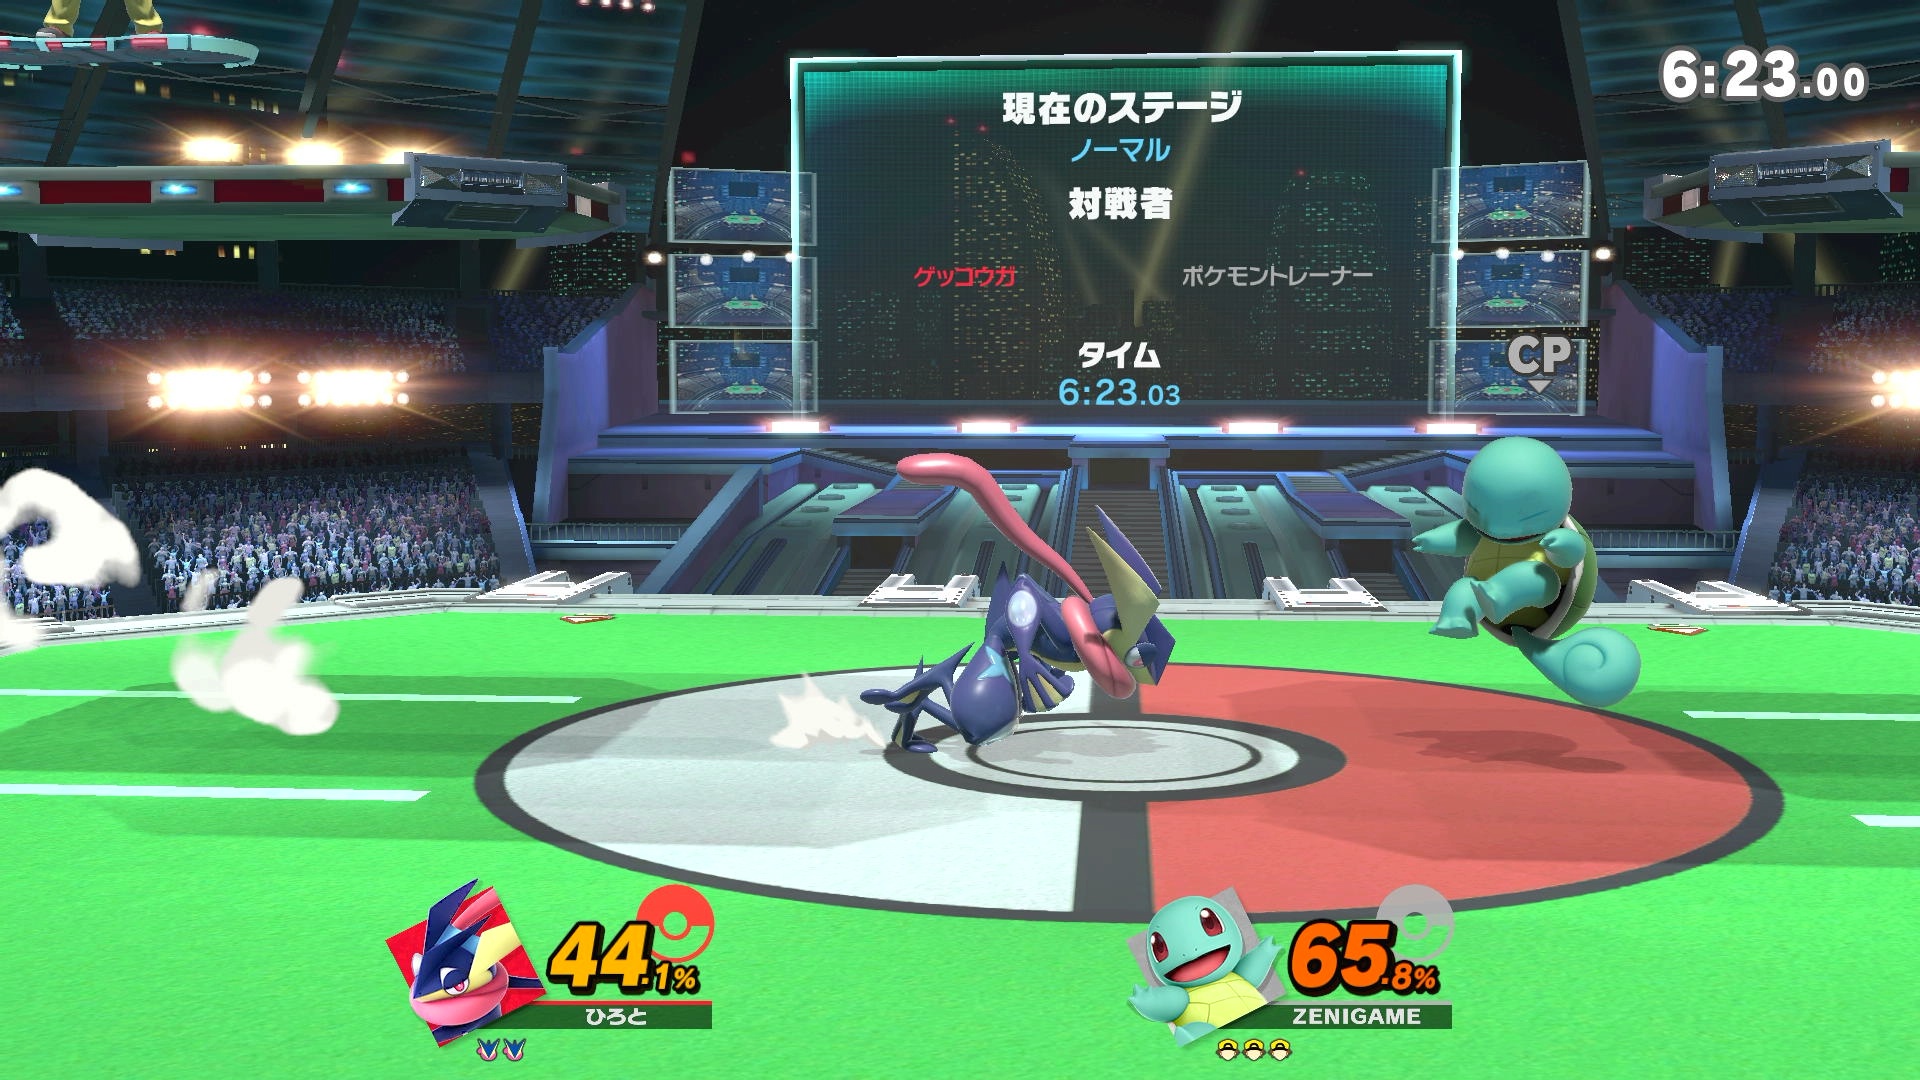 6:23.00
現在のステージ
ノーマル
対戦者
ゲッコウガ
ポケモントレーナー
タイム
6:23.03
CP
44.1%
ひろと
65.8%
ZENIGAME